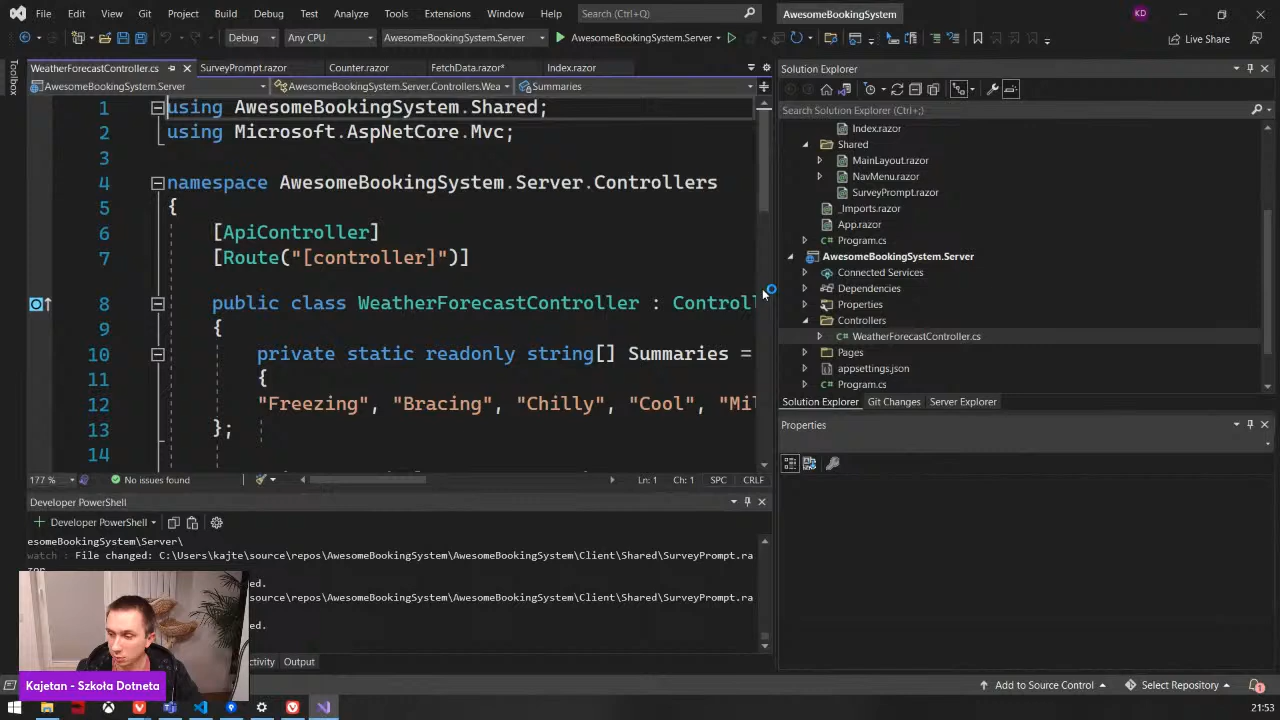 File Edit View Git Project Build Debug Test Analyze Tools Extensions Window Help Search (Ctrl+Q) AwesomeBookingSystem KD
Debug Any CPU AwesomeBookingSystem.Server AwesomeBookingSystem.Server Live Share
Toolbox
WeatherForecastController.cs SurveyPrompt.razor Counter.razor FetchData.razor* Index.razor
AwesomeBookingSystem.Server AwesomeBookingSystem.Server.Controllers.Wea Summaries
1 using AwesomeBookingSystem.Shared;
2 using Microsoft.AspNetCore.Mvc;
3
4 namespace AwesomeBookingSystem.Server.Controllers
5 {
6 [ApiController]
7 [Route("[controller]")]
8 public class WeatherForecastController : Controll
9 {
10 private static readonly string[] Summaries =
11 {
12 "Freezing", "Bracing", "Chilly", "Cool", "Mil
13 };
14
177 % No issues found Ln: 1 Ch: 1 SPC CRLF
Developer PowerShell
Developer PowerShell
esomeBookingSystem\Server\
watch : File changed: C:\Users\kajte\source\repos\AwesomeBookingSystem\AwesomeBookingSystem\Client\Shared\SurveyPrompt.ra
zor.
ed.
source\repos\AwesomeBookingSystem\AwesomeBookingSystem\Client\Shared\SurveyPrompt.ra
ed.
ctivity Output
Kajetan - Szkoła Dotneta
Solution Explorer
Search Solution Explorer (Ctrl+;)
Index.razor
Shared
MainLayout.razor
NavMenu.razor
SurveyPrompt.razor
_Imports.razor
App.razor
Program.cs
AwesomeBookingSystem.Server
Connected Services
Dependencies
Properties
Controllers
WeatherForecastController.cs
Pages
appsettings.json
Program.cs
Solution Explorer Git Changes Server Explorer
Properties
Add to Source Control Select Repository 1
21:53